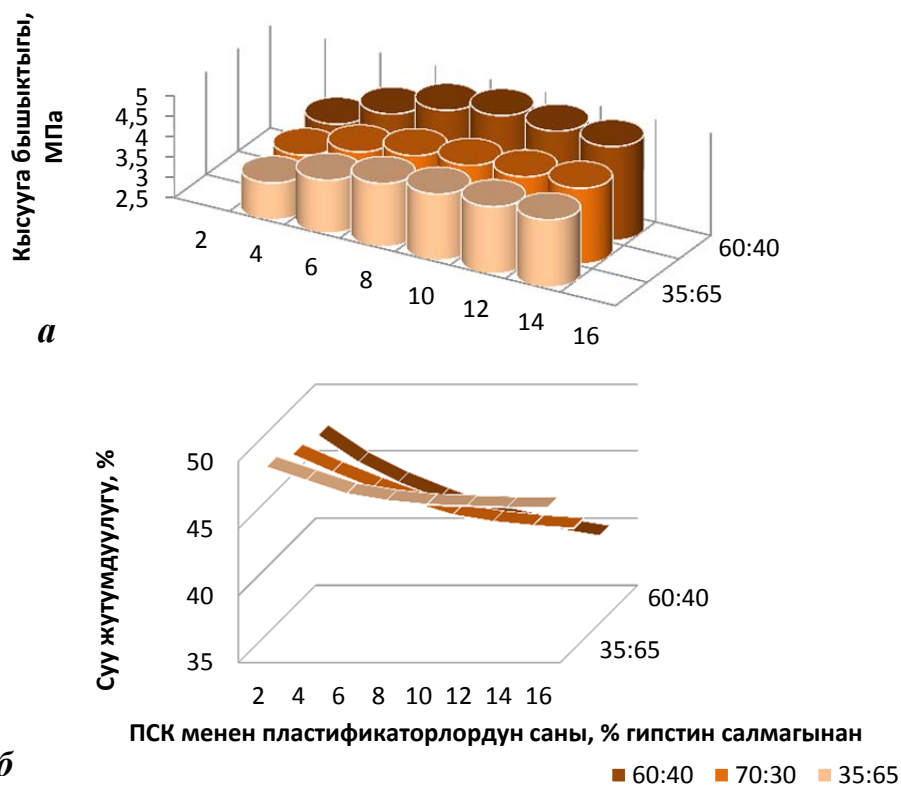 Кысууга бышыктыгы,
МПа
5
4,5
4
3,5
3
2,5
2
4
6
8
10
12
14
16
60:40
35:65
а
Суу жутумдуулугу, %
50
45
40
35
60:40
35:65
2 4 6 8 10 12 14 16
ПСК менен пластификаторлордун саны, % гипстин салмагынан
б
60:40 70:30 35:65